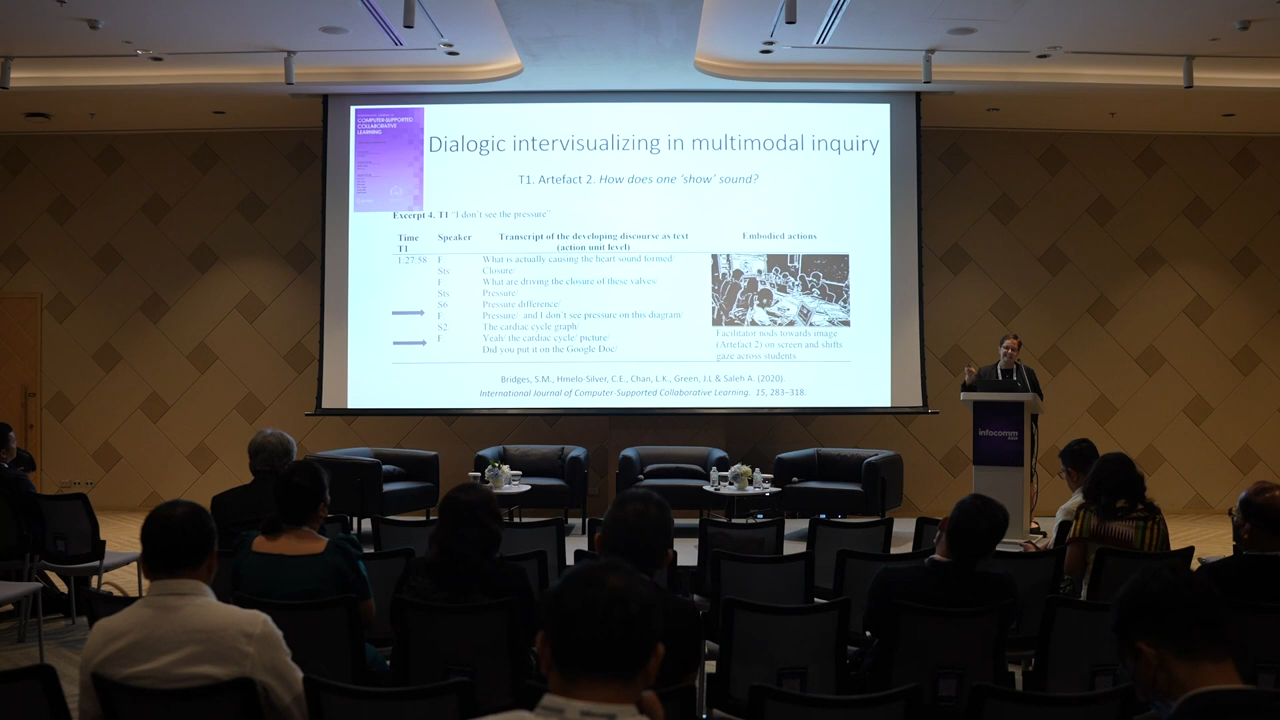 COMPUTER-SUPPORTED
COLLABORATIVE
LEARNING
Dialogic intervisualizing in multimodal inquiry
T1. Artefact 2. How does one ‘show’ sound?
Excerpt 4. T1 “I don’t see the pressure”
Time Speaker Transcript of the developing discourse as text Embodied actions
T1 (action unit level)
1:27:58 F What is actually causing the heart sound formed/
Sts Closure/
F What are driving the closure of these valves/
Sts Pressure/
S6 Pressure difference/
F Pressure/ and I don’t see pressure on this diagram/
S2 The cardiac cycle graph/
F Yeah/ the cardiac cycle/ picture/
Did you put it on the Google Doc/
Facilitator nods towards image
(Artefact 2) on screen and shifts
gaze across students
Bridges, S.M., Hmelo-Silver, C.E., Chan, L.K., Green, J.L & Saleh A. (2020).
International Journal of Computer-Supported Collaborative Learning. 15, 283–318.
infocomm
ASIA